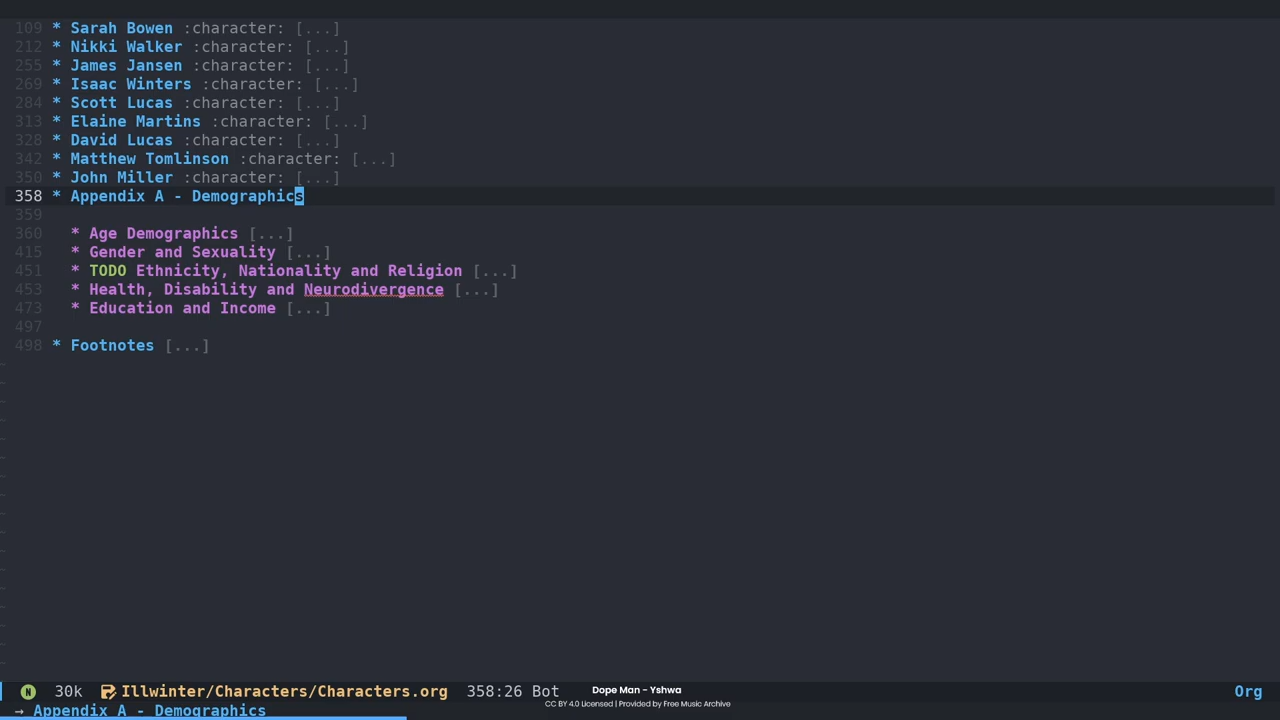 109 * Sarah Bowen :character: [...]
212 * Nikki Walker :character: [...]
255 * James Jansen :character: [...]
269 * Isaac Winters :character: [...]
284 * Scott Lucas :character: [...]
313 * Elaine Martins :character: [...]
328 * David Lucas :character: [...]
342 * Matthew Tomlinson :character: [...]
350 * John Miller :character: [...]
358 * Appendix A - Demographics
359
360 * Age Demographics [...]
415 * Gender and Sexuality [...]
451 * TODO Ethnicity, Nationality and Religion [...]
453 * Health, Disability and Neurodivergence [...]
473 * Education and Income [...]
497
498 * Footnotes [...]
N 30k Illwinter/Characters/Characters.org 358:26 Bot Dope Man - Yshwa Org
CC BY 4.0 Licensed | Provided by Free Music Archive
→ Appendix A - Demographics